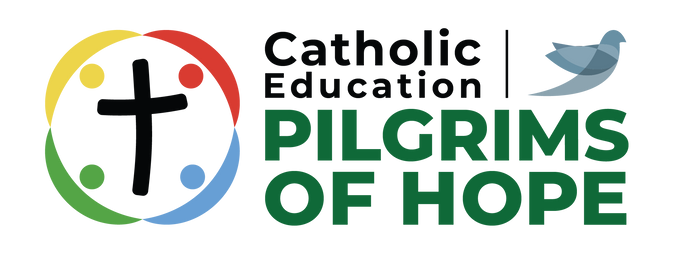 Catholic
Education
PILGRIMS
OF HOPE